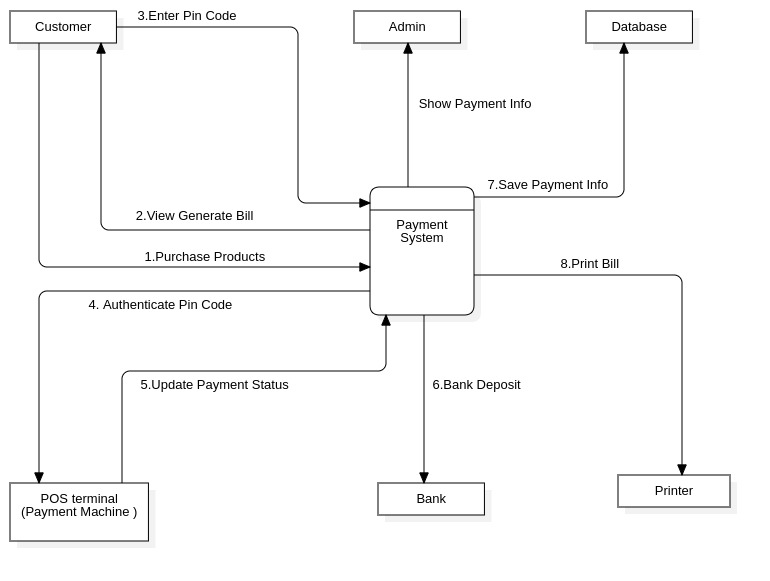 3.Enter Pin Code
Customer
Admin
Database
Show Payment Info
7.Save Payment Info
2.View Generate Bill
Payment
System
1.Purchase Products
8.Print Bill
4. Authenticate Pin Code
5.Update Payment Status
6.Bank Deposit
POS terminal
(Payment Machine )
Bank
Printer